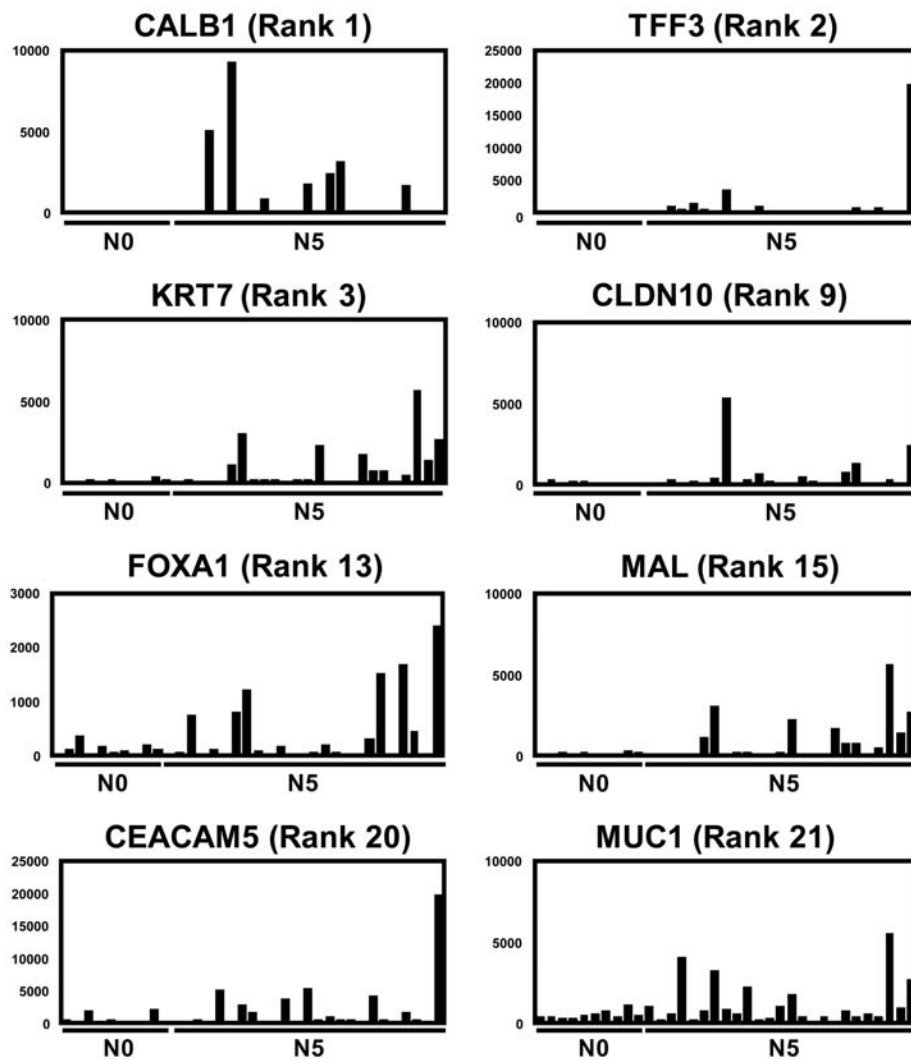 CALB1 (Rank 1)
10000
5000
0
N0 N5
TFF3 (Rank 2)
25000
20000
15000
10000
5000
0
N0 N5
KRT7 (Rank 3)
10000
5000
0
N0 N5
CLDN10 (Rank 9)
10000
5000
0
N0 N5
FOXA1 (Rank 13)
3000
2000
1000
0
N0 N5
MAL (Rank 15)
10000
5000
0
N0 N5
CEACAM5 (Rank 20)
25000
20000
15000
10000
5000
0
N0 N5
MUC1 (Rank 21)
10000
5000
0
N0 N5